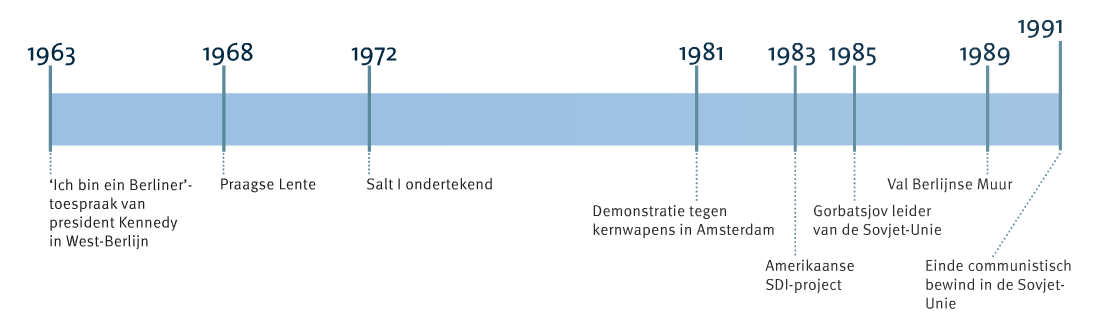 1963
1968
1972
1981
1983
1985
1989
1991
‘Ich bin ein Berliner’-
toespraak van
president Kennedy
in West-Berlijn
Praagse Lente
Salt I ondertekend
Demonstratie tegen
kernwapens in Amsterdam
Amerikaanse
SDI-project
Gorbatsjov leider
van de Sovjet-Unie
Val Berlijnse Muur
Einde communistisch
bewind in de Sovjet-
Unie